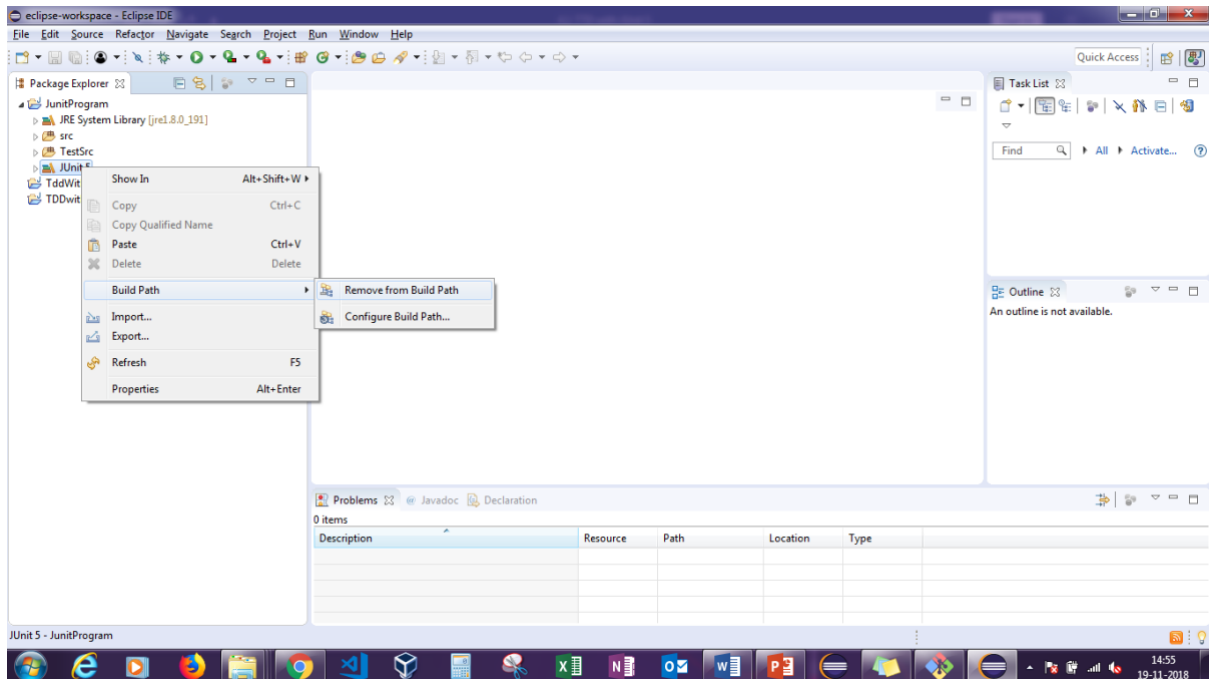 eclipse-workspace - Eclipse IDE
File Edit Source Refactor Navigate Search Project Run Window Help
Quick Access
Package Explorer
JunitProgram
JRE System Library [jre1.8.0_191]
src
TestSrc
JUnit 5
TddWit
TDDwit
Show In Alt+Shift+W
Copy Ctrl+C
Copy Qualified Name
Paste Ctrl+V
Delete Delete
Build Path
Import...
Export...
Refresh F5
Properties Alt+Enter
Remove from Build Path
Configure Build Path...
Task List
Find All Activate...
Outline
An outline is not available.
Problems Javadoc Declaration
0 items
Description Resource Path Location Type
JUnit 5 - JunitProgram
14:55
19-11-2018